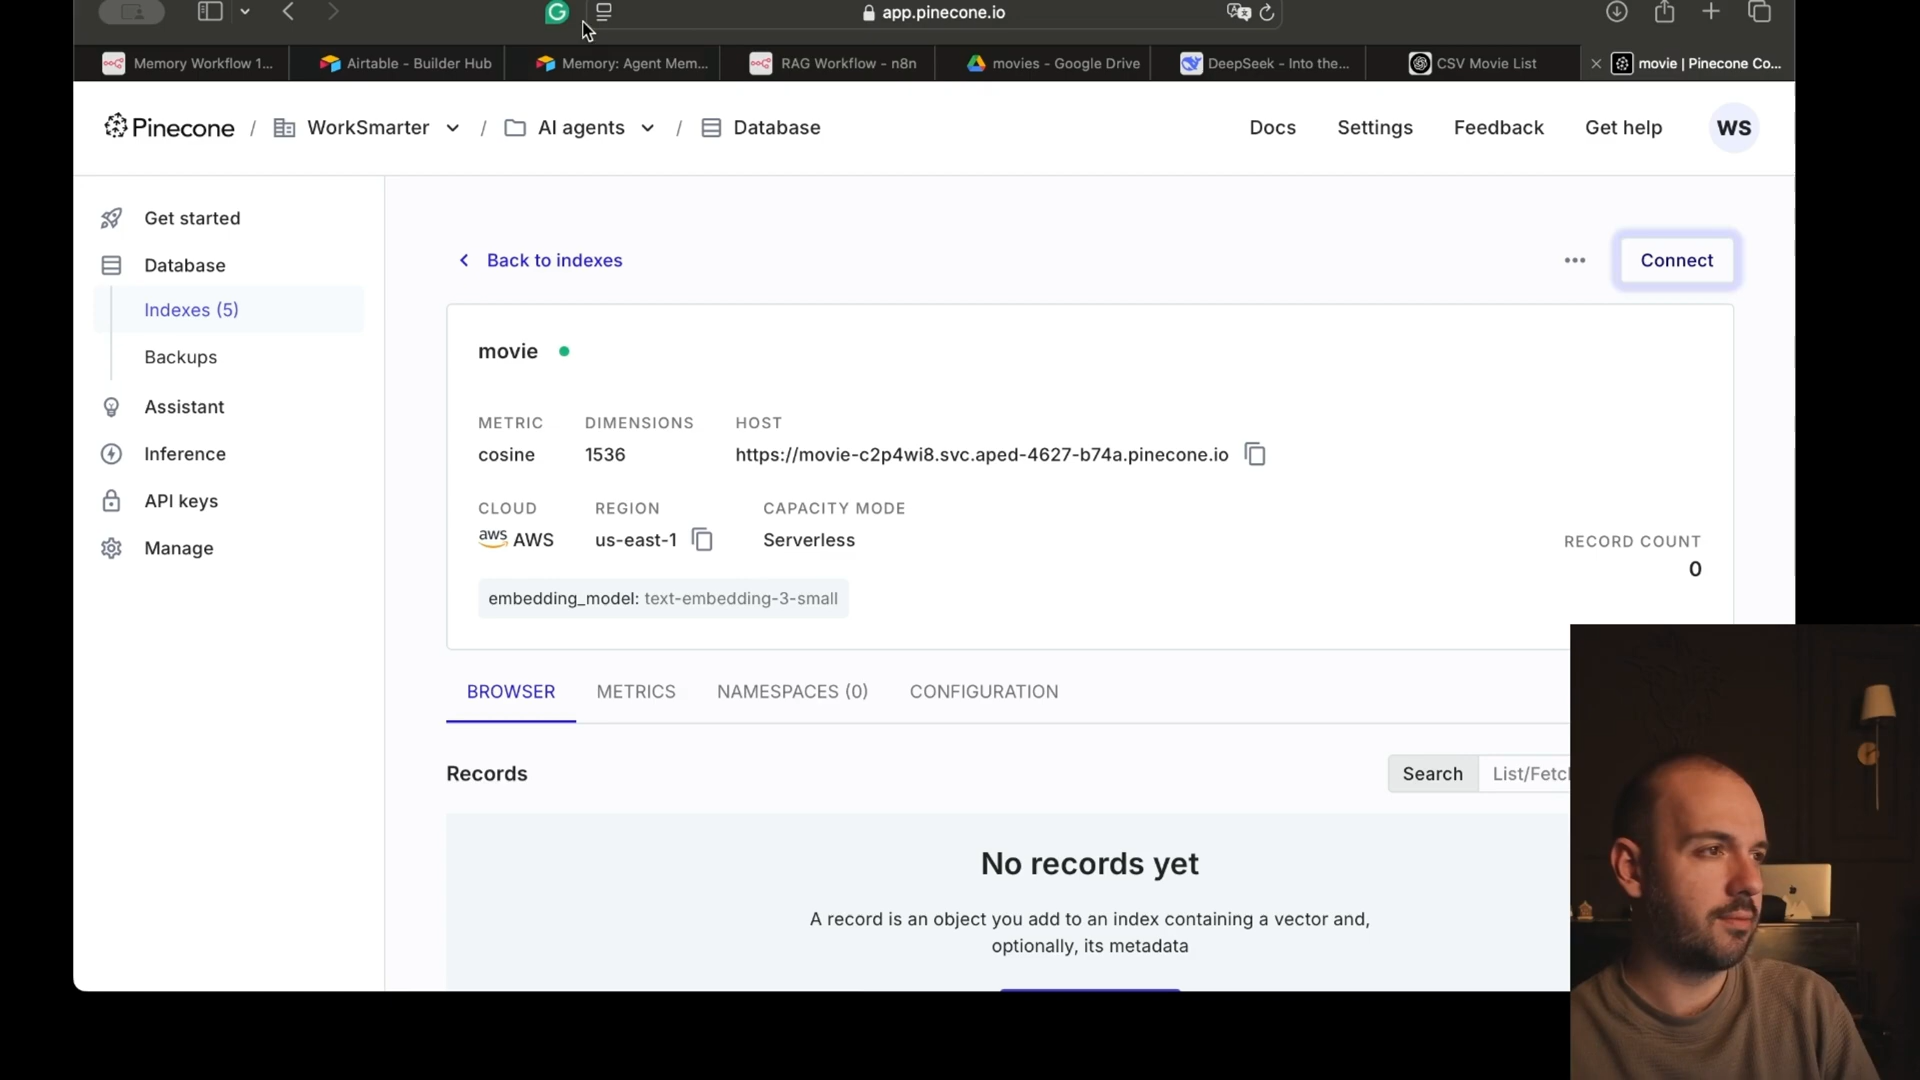 app.pinecone.io
Memory Workflow 1...
Airtable - Builder Hub
Memory: Agent Mem...
RAG Workflow - n8n
movies - Google Drive
DeepSeek - Into the...
CSV Movie List
movie | Pinecone Co...
Pinecone / WorkSmarter / AI agents / Database
Docs
Settings
Feedback
Get help
WS
Get started
Database
Indexes (5)
Backups
Assistant
Inference
API keys
Manage
Back to indexes
Connect
movie
METRIC DIMENSIONS HOST
cosine 1536 https://movie-c2p4wi8.svc.aped-4627-b74a.pinecone.io
CLOUD REGION CAPACITY MODE
aws AWS us-east-1 Serverless
RECORD COUNT
0
embedding_model: text-embedding-3-small
BROWSER METRICS NAMESPACES (0) CONFIGURATION
Records
Search List/Fetc
No records yet
A record is an object you add to an index containing a vector and,
optionally, its metadata